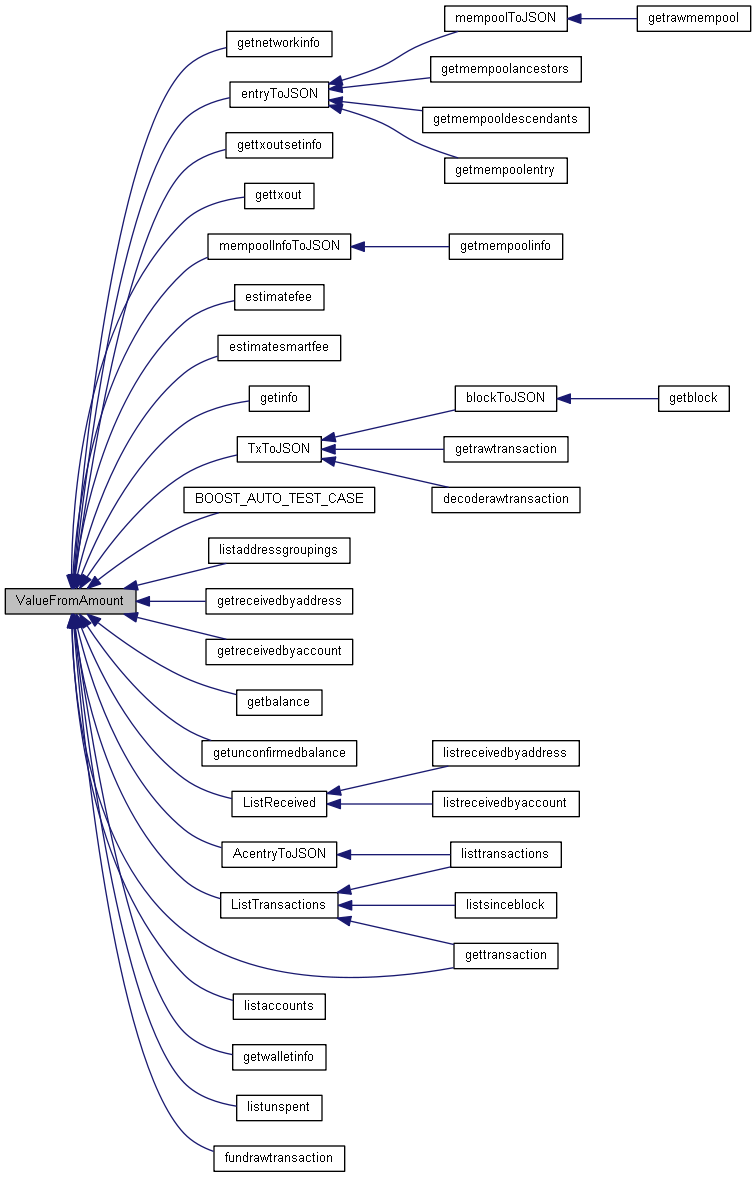 mempoolToJSON
getrawmempool
getnetworkinfo
getmempoolancestors
entryToJSON
getmempooldescendants
gettxoutsetinfo
getmempoolentry
gettxout
mempoolInfoToJSON
getmempoolinfo
estimatefee
estimatesmartfee
getinfo
blockToJSON
getblock
TxToJSON
getrawtransaction
BOOST_AUTO_TEST_CASE
decoderawtransaction
listaddressgroupings
ValueFromAmount
getreceivedbyaddress
getreceivedbyaccount
getbalance
getunconfirmedbalance
listreceivedbyaddress
ListReceived
listreceivedbyaccount
AcentryToJSON
listtransactions
ListTransactions
listsinceblock
gettransaction
listaccounts
getwalletinfo
listunspent
fundrawtransaction